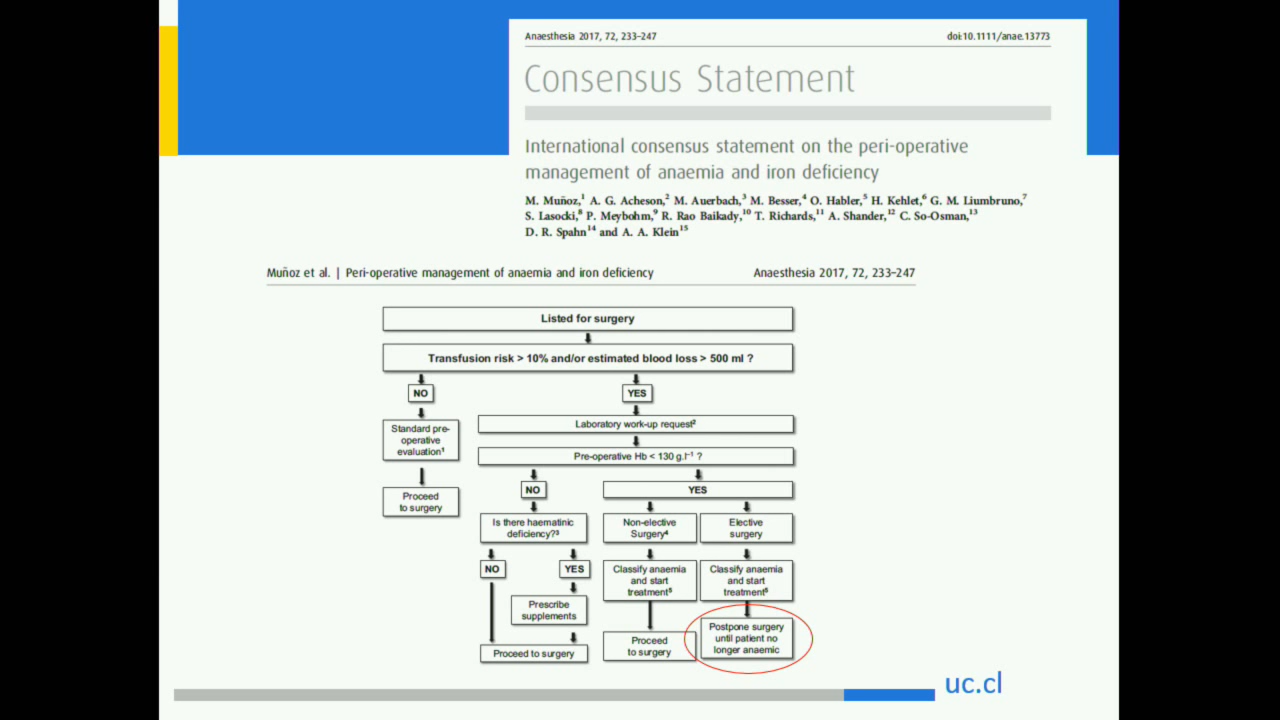 Anaesthesia 2017, 72, 233–247 doi:10.1111/anae.13773
Consensus Statement
International consensus statement on the peri-operative
management of anaemia and iron deficiency
M. Muñoz,1 A. G. Acheson,2 M. Auerbach,3 M. Besser,4 O. Habler,5 H. Kehlet,6 G. M. Liumbruno,7
S. Lasocki,8 P. Meybohm,9 R. Rao Baikady,10 T. Richards,11 A. Shander,12 C. So-Osman,13
D. R. Spahn14 and A. A. Klein15
Muñoz et al. | Peri-operative management of anaemia and iron deficiency Anaesthesia 2017, 72, 233–247
Listed for surgery
Transfusion risk > 10% and/or estimated blood loss > 500 ml ?
NO
YES
Standard pre-
operative
evaluation1
Proceed
to surgery
Laboratory work-up request2
Pre-operative Hb < 130 g.l−1 ?
NO
YES
Is there haematinic
deficiency?3
NO
YES
Prescribe
supplements
Proceed to surgery
Non-elective
Surgery4
Classify anaemia
and start
treatment5
Proceed
to surgery
Elective
surgery
Classify anaemia
and start
treatment5
Postpone surgery
until patient no
longer anaemic
uc.cl